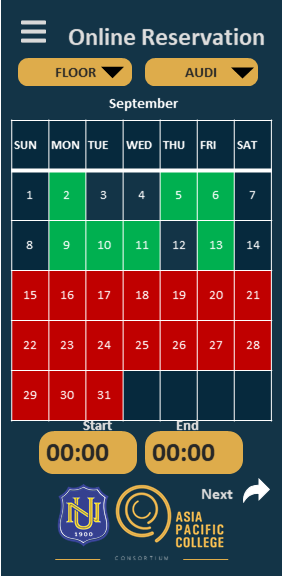 Online Reservation
FLOOR AUDI
September
SUN MON TUE WED THU FRI SAT
1 2 3 4 5 6 7
8 9 10 11 12 13 14
15 16 17 18 19 20 21
22 23 24 25 26 27 28
29 30 31
Start End
00:00 00:00
Next
NU
1900
ASIA
PACIFIC
COLLEGE
CONSORTIUM